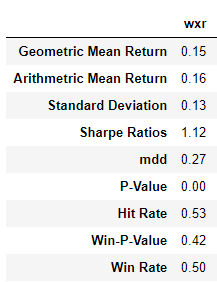 wxr
Geometric Mean Return 0.15
Arithmetric Mean Return 0.16
Standard Deviation 0.13
Sharpe Ratios 1.12
mdd 0.27
P-Value 0.00
Hit Rate 0.53
Win-P-Value 0.42
Win Rate 0.50